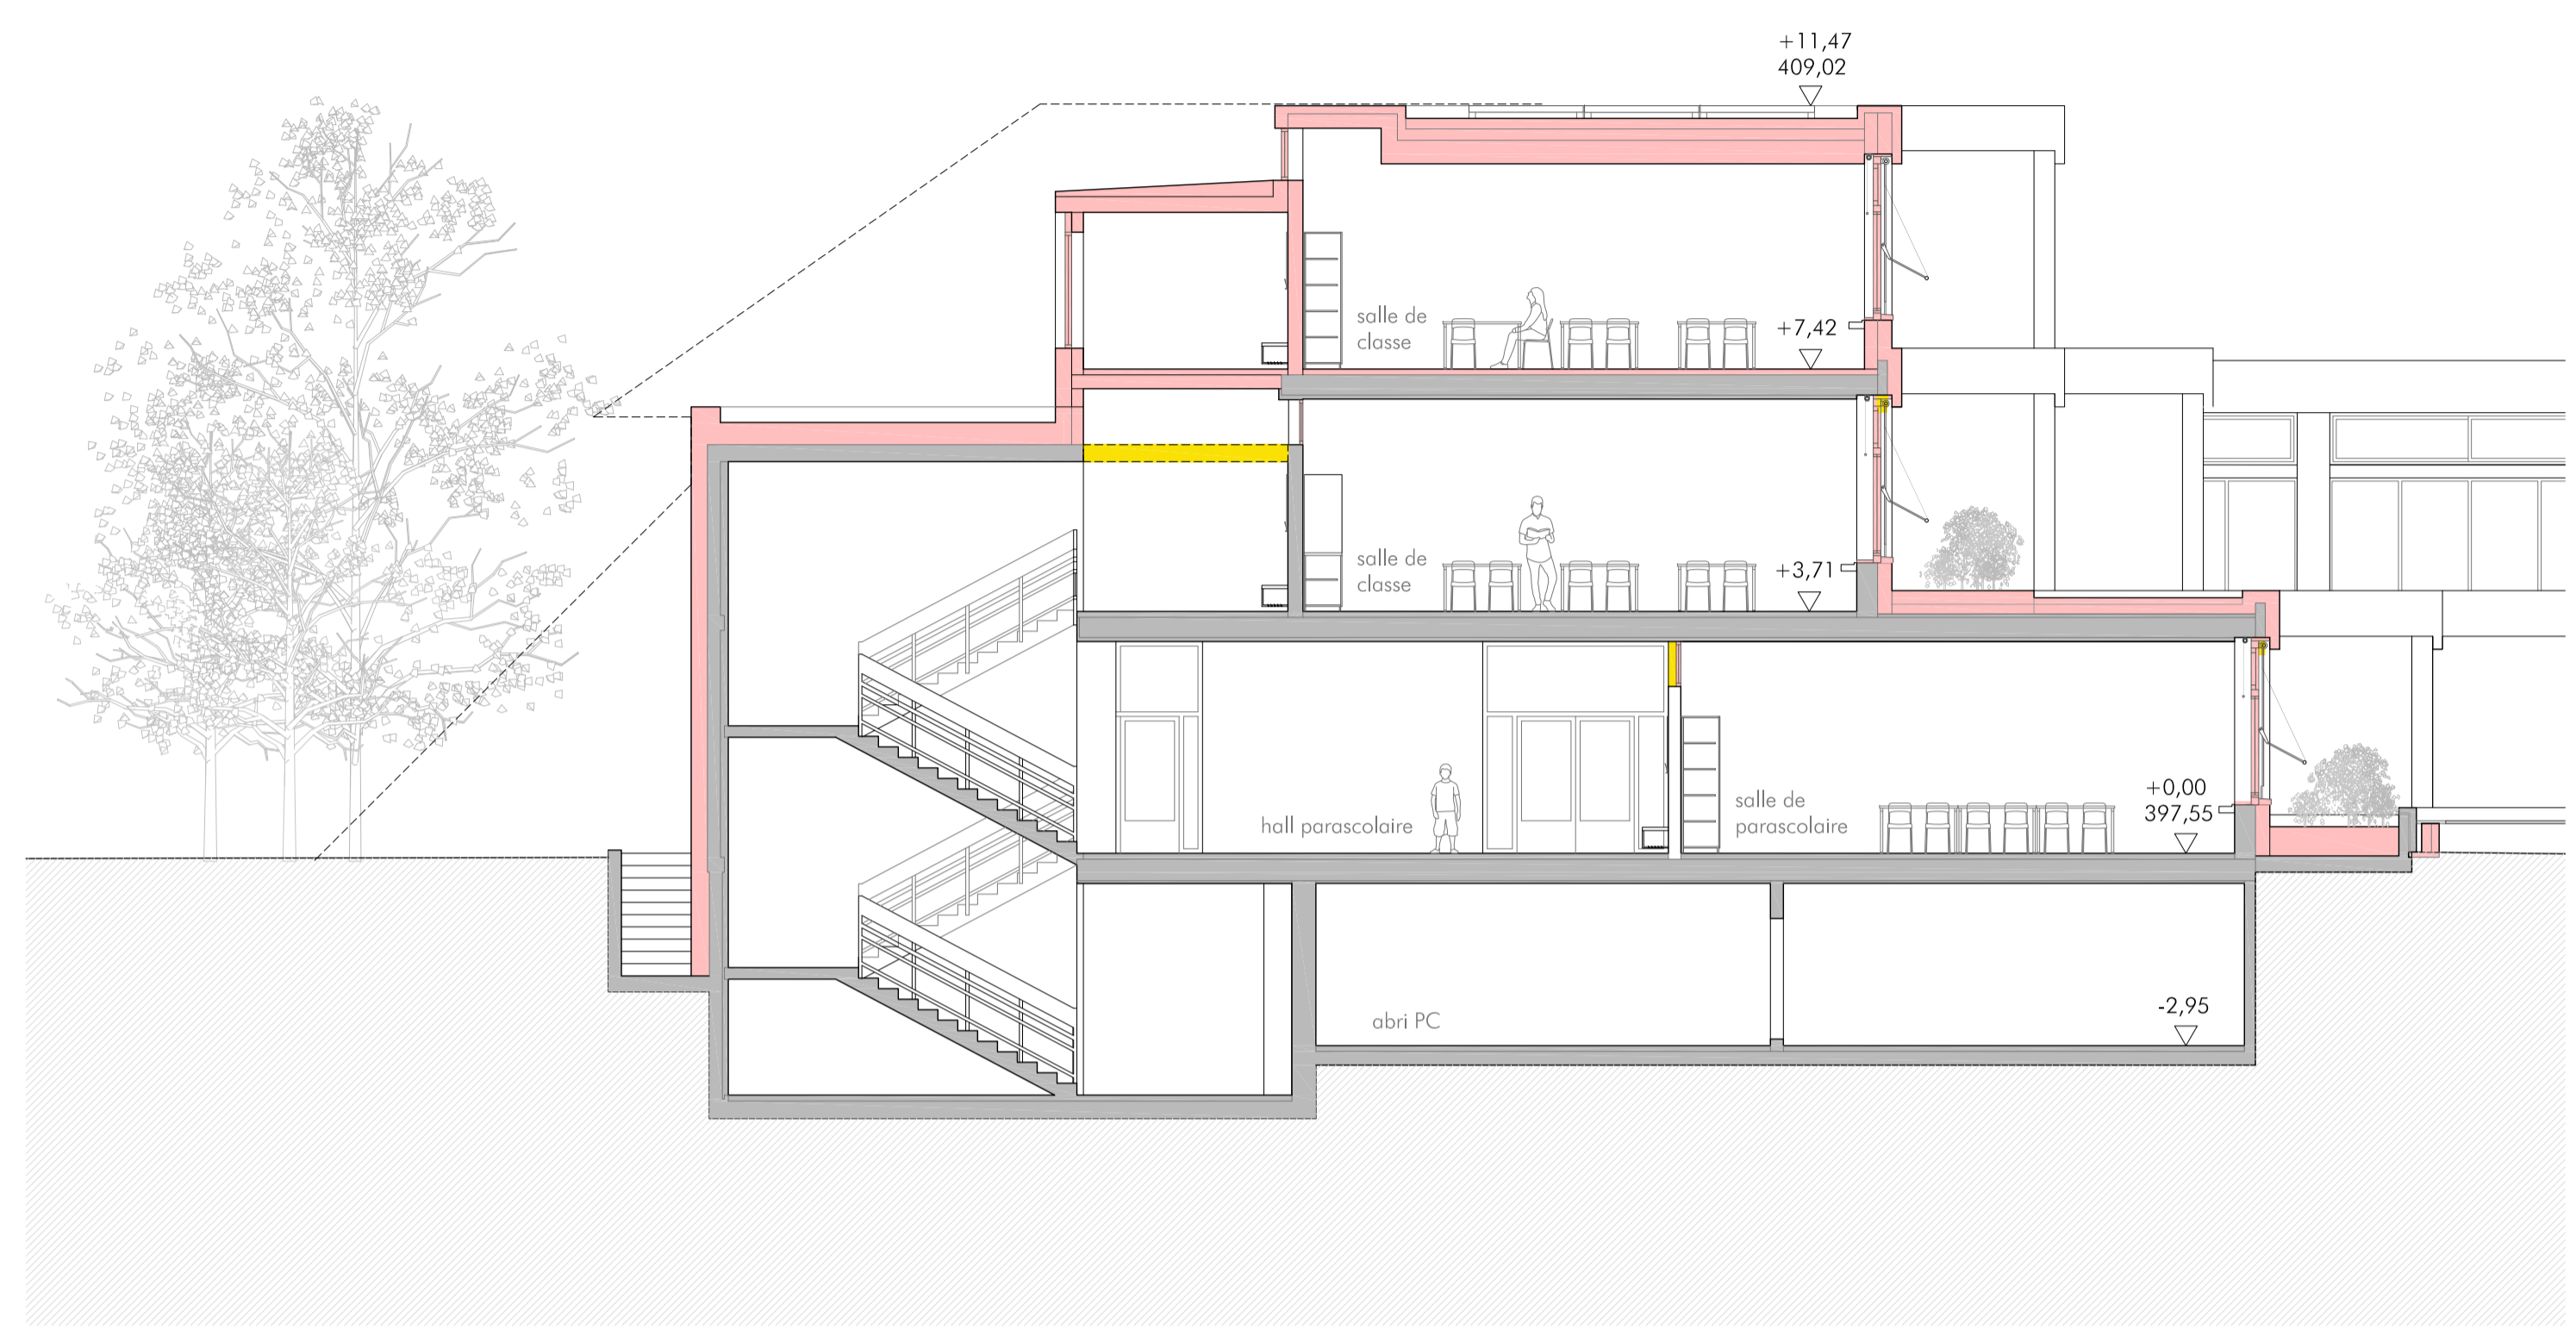 +11,47
409,02
salle de
classe
+7,42
salle de
classe
+3,71
hall parascolaire
salle de
parascolaire
+0,00
397,55
abri PC
-2,95